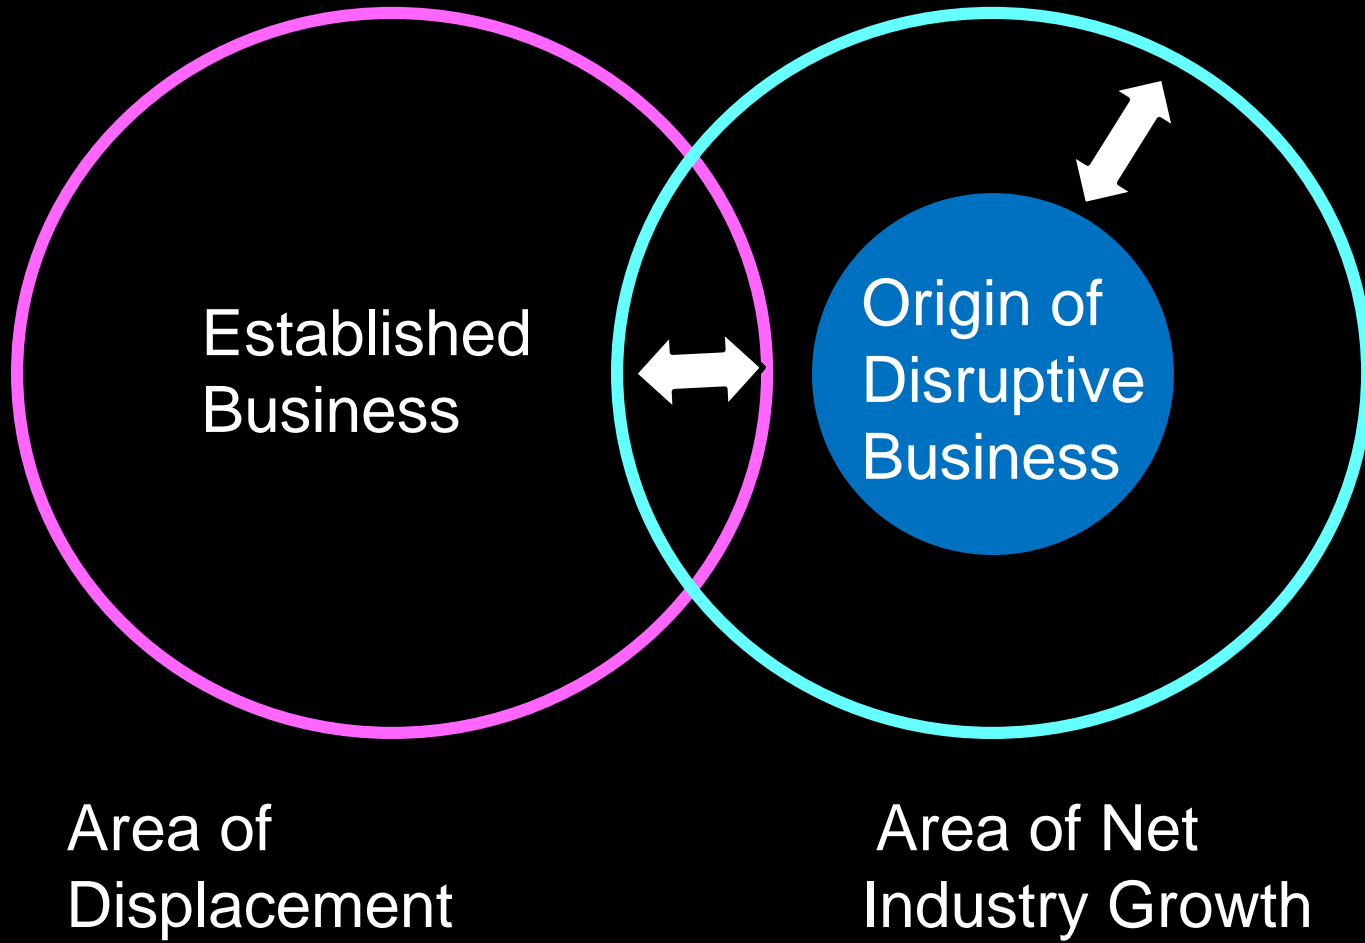 Established
Business
Origin of
Disruptive
Business
Area of
Displacement
Area of Net
Industry Growth